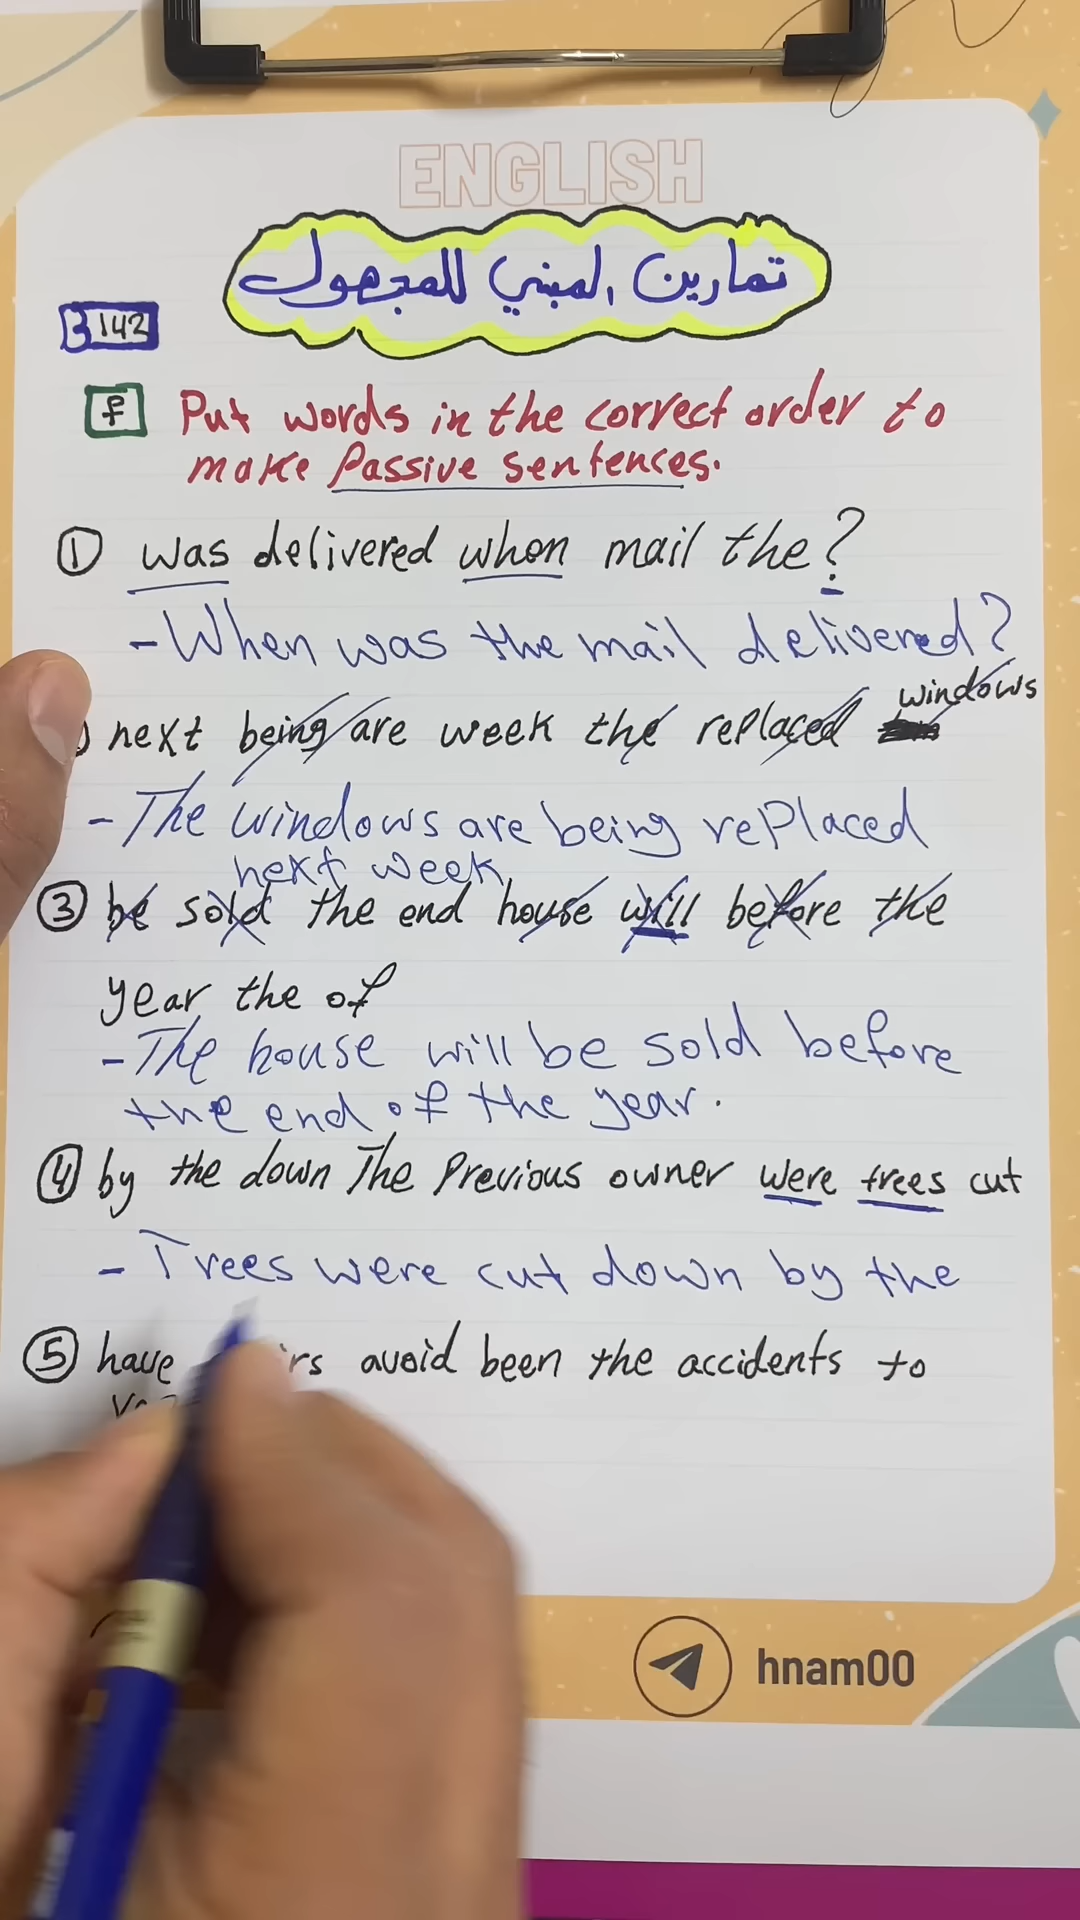 ENGLISH
تمارين المبني للمجهول
142
f Put words in the correct order to
make Passive sentences.
① was delivered when mail the?
- When was the mail delivered?
windows
next being are week the replaced
- The windows are being replaced
next week
③ be sold the end house will before the
year the of
- The house will be sold before
the end of the year.
④ by the down The Previous owner were trees cut
- Trees were cut down by the
⑤ have avoid been the accidents to
hnam00